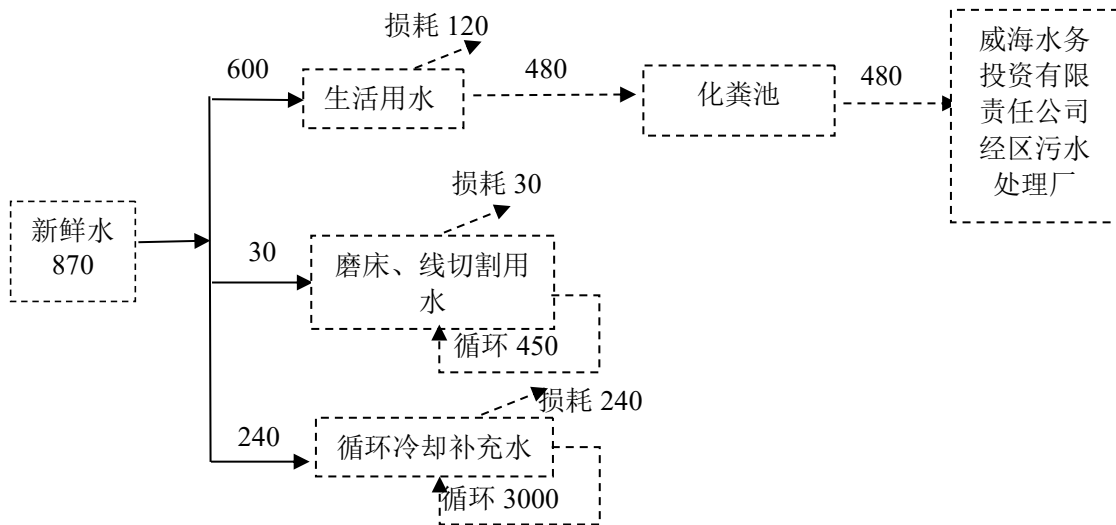 损耗 120
600
生活用水
480
化粪池
480
威海水务
投资有限
责任公司
经区污水
处理厂
损耗 30
新鲜水
870
30
磨床、线切割用
水
循环 450
损耗 240
240
循环冷却补充水
循环 3000